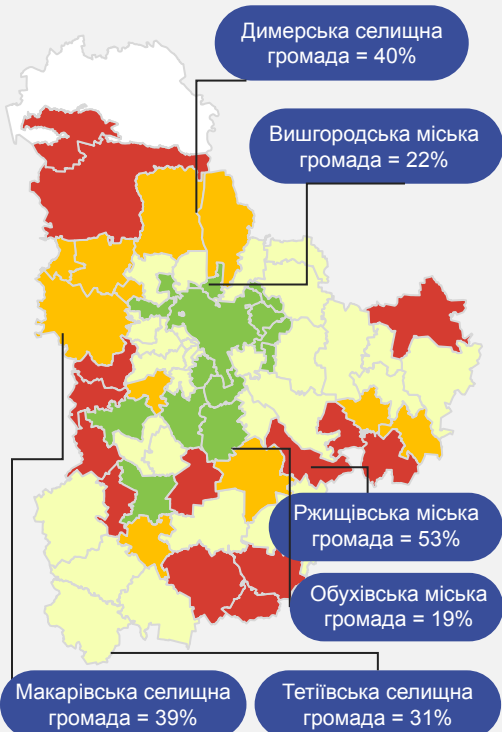 Димерська селищна
громада = 40%
Вишгородська міська
громада = 22%
Ржищівська міська
громада = 53%
Обухівська міська
громада = 19%
Макарівська селищна
громада = 39%
Тетіївська селищна
громада = 31%